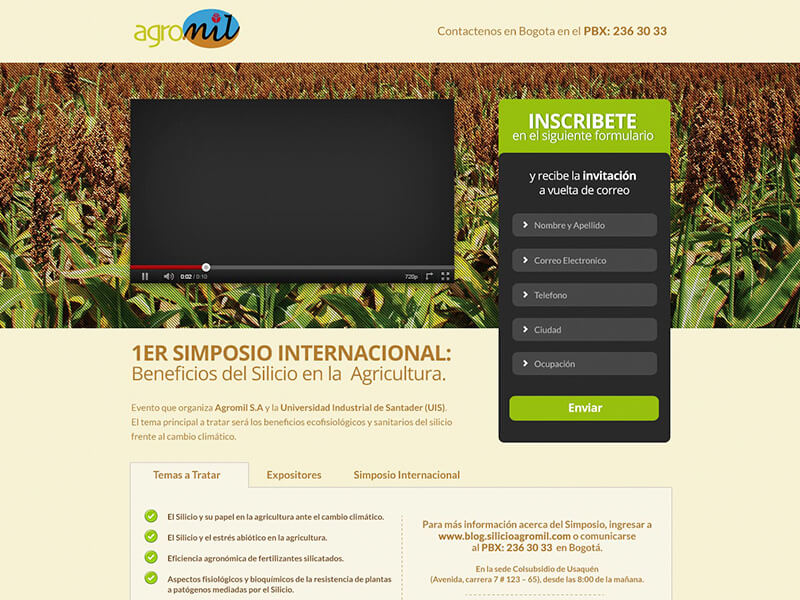 agromil
Contactenos en Bogota en el PBX: 236 30 33
0:02 / 0:10
720p
INSCRIBETE
en el siguiente formulario
y recibe la invitación
a vuelta de correo
Nombre y Apellido
Correo Electronico
Telefono
Ciudad
Ocupación
Enviar
1ER SIMPOSIO INTERNACIONAL:
Beneficios del Silicio en la Agricultura.
Evento que organiza Agromil S.A y la Universidad Industrial de Santader (UIS).
El tema principal a tratar será los beneficios ecofisiológicos y sanitarios del silicio
frente al cambio climático.
Temas a Tratar
Expositores
Simposio Internacional
El Silicio y su papel en la agricultura ante el cambio climático.
El Silicio y el estrés abiótico en la agricultura.
Eficiencia agronómica de fertilizantes silicatados.
Aspectos fisiológicos y bioquímicos de la resistencia de plantas
a patógenos mediadas por el Silicio.
Para más información acerca del Simposio, ingresar a
www.blog.silicioagromil.com o comunicarse
al PBX: 236 30 33 en Bogotá.
En la sede Colsubsidio de Usaquén
(Avenida, carrera 7 # 123 – 65), desde las 8:00 de la mañana.